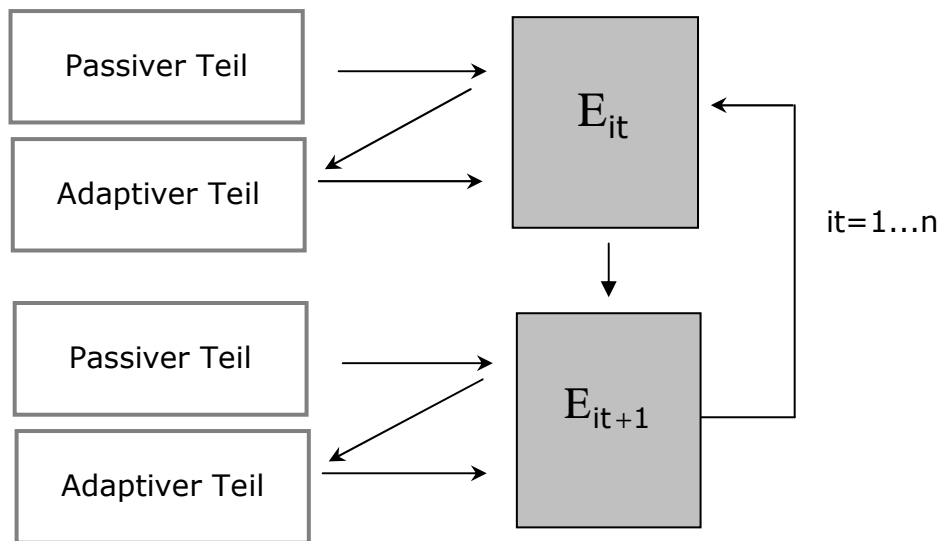 Passiver Teil
E_it
Adaptiver Teil
it=1...n
Passiver Teil
E_it+1
Adaptiver Teil